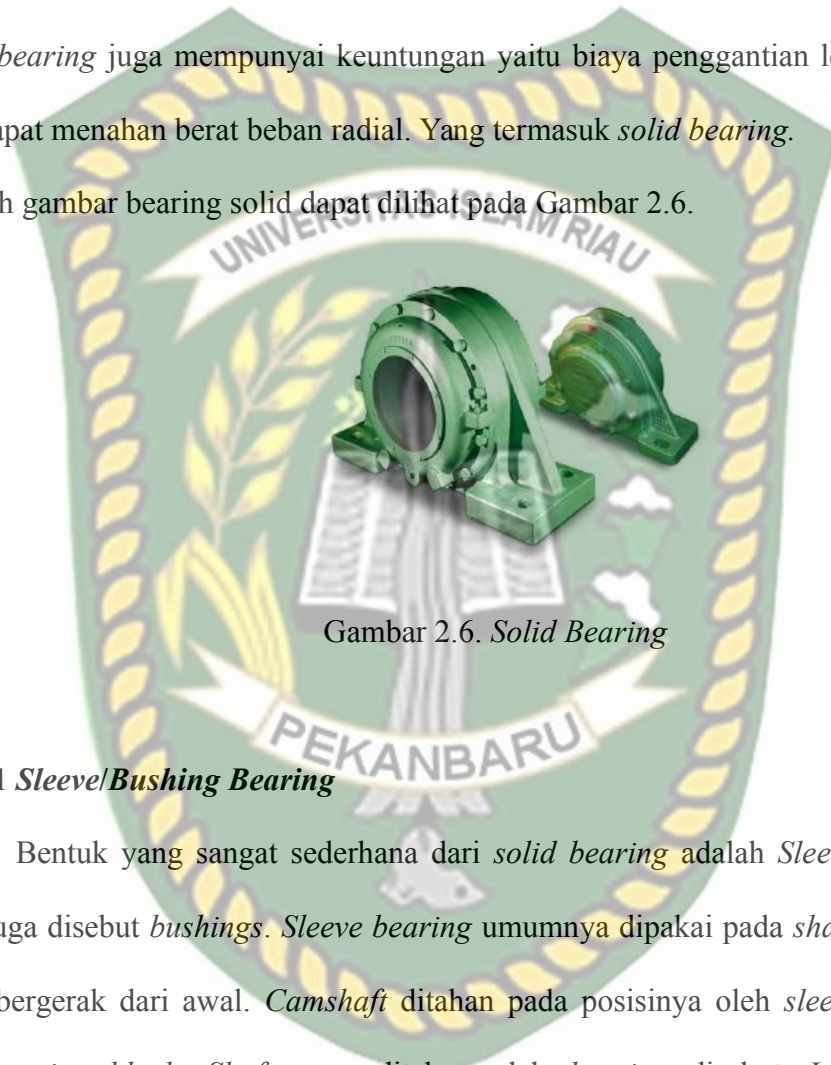 bearing juga mempunyai keuntungan yaitu biaya penggantian
apat menahan berat beban radial. Yang termasuk solid bearing.
h gambar bearing solid dapat dilihat pada Gambar 2.6.
UNIVERSITAS ISLAM RIAU
Gambar 2.6. Solid Bearing
PEKANBARU
1 Sleeve/Bushing Bearing
Bentuk yang sangat sederhana dari solid bearing adalah Slee
uga disebut bushings. Sleeve bearing umumnya dipakai pada sha
bergerak dari awal. Camshaft ditahan pada posisinya oleh slee